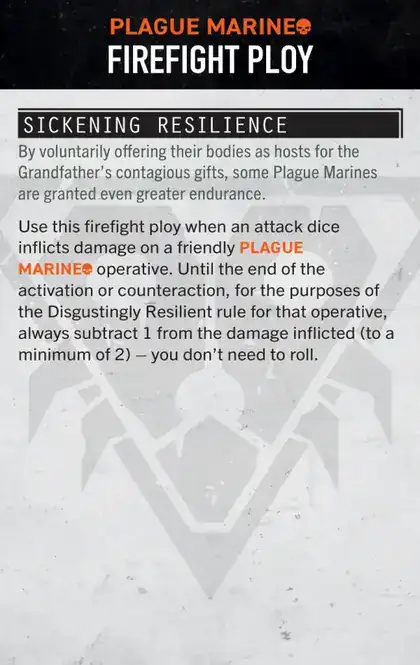 PLAGUE MARINE
FIREFIGHT PLOY
SICKENING RESILIENCE
By voluntarily offering their bodies as hosts for the
Grandfather’s contagious gifts, some Plague Marines
are granted even greater endurance.
Use this firefight ploy when an attack dice
inflicts damage on a friendly PLAGUE
MARINE operative. Until the end of the
activation or counteraction, for the purposes of
the Disgustingly Resilient rule for that operative,
always subtract 1 from the damage inflicted (to a
minimum of 2) – you don’t need to roll.